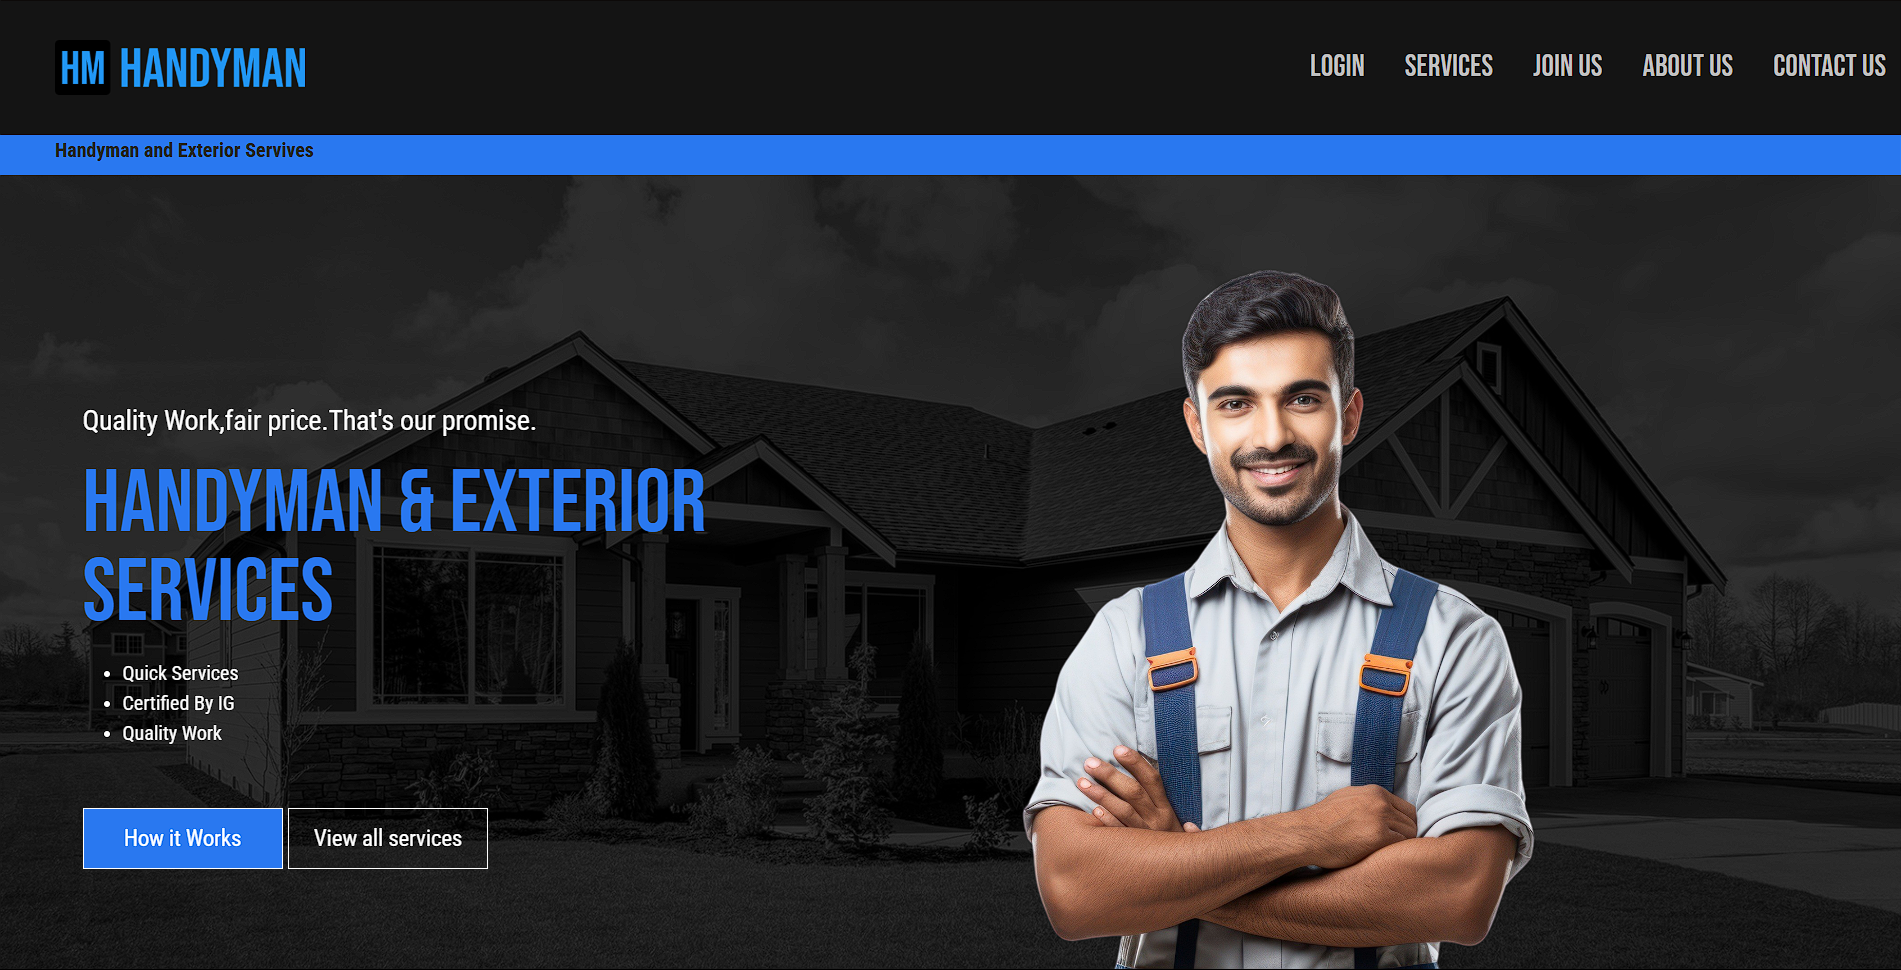 HM HANDYMAN
LOGIN SERVICES JOIN US ABOUT US CONTACT US
Handyman and Exterior Servives
Quality Work,fair price.That's our promise.
HANDYMAN & EXTERIOR
SERVICES
Quick Services
Certified By IG
Quality Work
How it Works
View all services